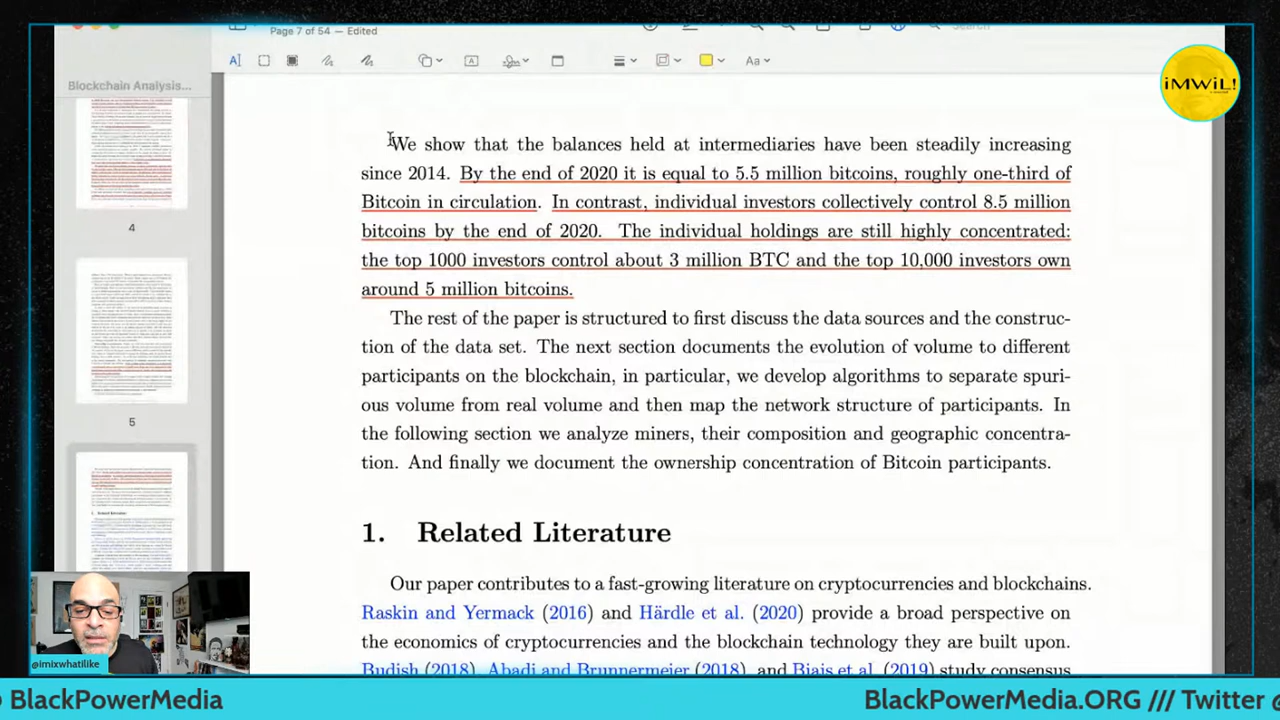 Page 7 of 54 — Edited
Search
Aa
Blockchain Analysis...
iMWiL!
We show that the held at intermediaries been steadily increasing
since 2014. By the end of 2020 it is equal to 5.5 million roughly one-third of
Bitcoin in circulation. In contrast, individual investors collectively control 8.5 million
bitcoins by the end of 2020. The individual holdings are still highly concentrated:
the top 1000 investors control about 3 million BTC and the top 10,000 investors own
around 5 million bitcoins.
The rest of the paper is structured to first discuss the data sources and the construc-
tion of the data set. The next section documents the evolution of volume to different
participants over time; in particular, we develop algorithms to separate spuri-
ous volume from real volume and then map the network structure of participants. In
the following section we analyze miners, their composition and geographic concentra-
tion. And finally we document the ownership concentration of Bitcoin participants.
4
5
1. Related Literature
Our paper contributes to a fast-growing literature on cryptocurrencies and blockchains.
Raskin and Yermack (2016) and Härdle et al. (2020) provide a broad perspective on
the economics of cryptocurrencies and the blockchain technology they are built upon.
Budish (2018), Abadi and Brunnermeier (2018), and Biais et al. (2019) study consensus
@imixwhatilike
BlackPowerMedia
BlackPowerMedia.ORG /// Twitter